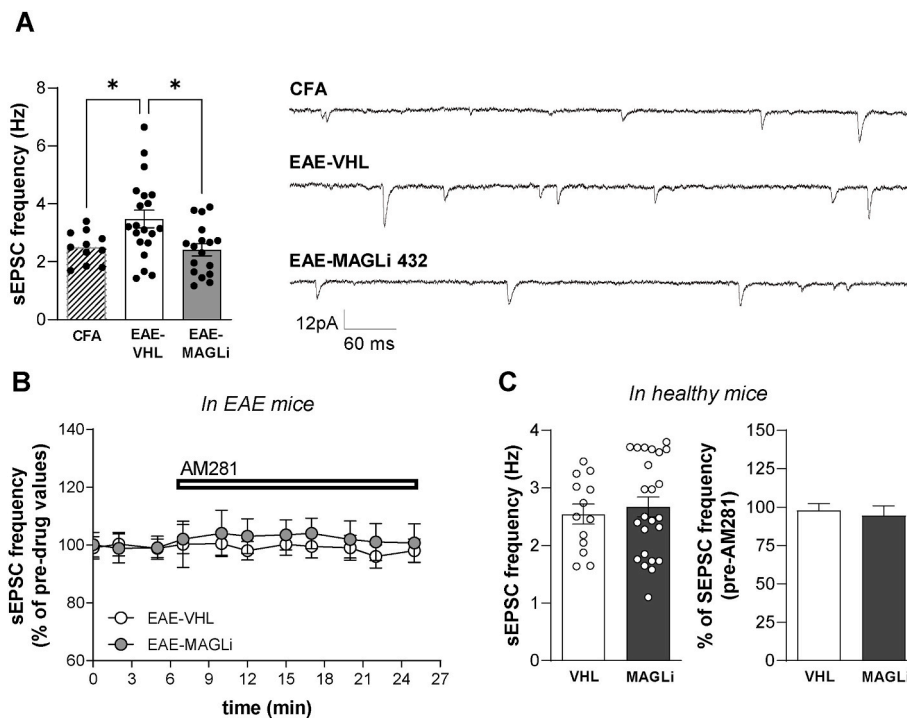 A
sEPSC frequency (Hz)
8
6
4
2
0
*
*
CFA
EAE-
VHL
EAE-
MAGLi
CFA
EAE-VHL
EAE-MAGLi 432
12pA
60 ms
B
In EAE mice
sEPSC frequency
(% of pre-drug values)
140
120
100
80
60
AM281
EAE-VHL
EAE-MAGLi
0 3 6 9 12 15 18 21 24 27
time (min)
C
In healthy mice
sEPSC frequency (Hz)
4
3
2
1
0
VHL MAGLi
% of SEPSC frequency
(pre-AM281)
150
125
100
75
50
25
0
VHL MAGLi